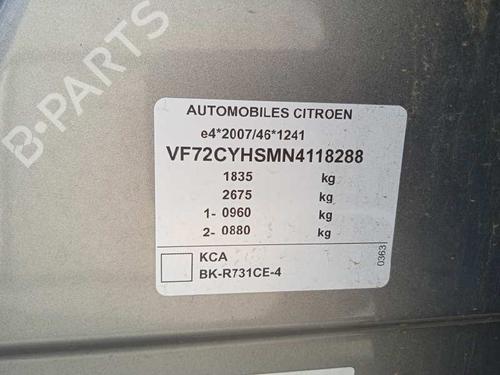 AUTOMOBILES CITROEN
e4*2007/46*1241
VF72CYHSMN4118288
1835 kg
2675 kg
1- 0960 kg
2- 0880 kg
KCA
BK-R731CE-4
0363
B-PARTS